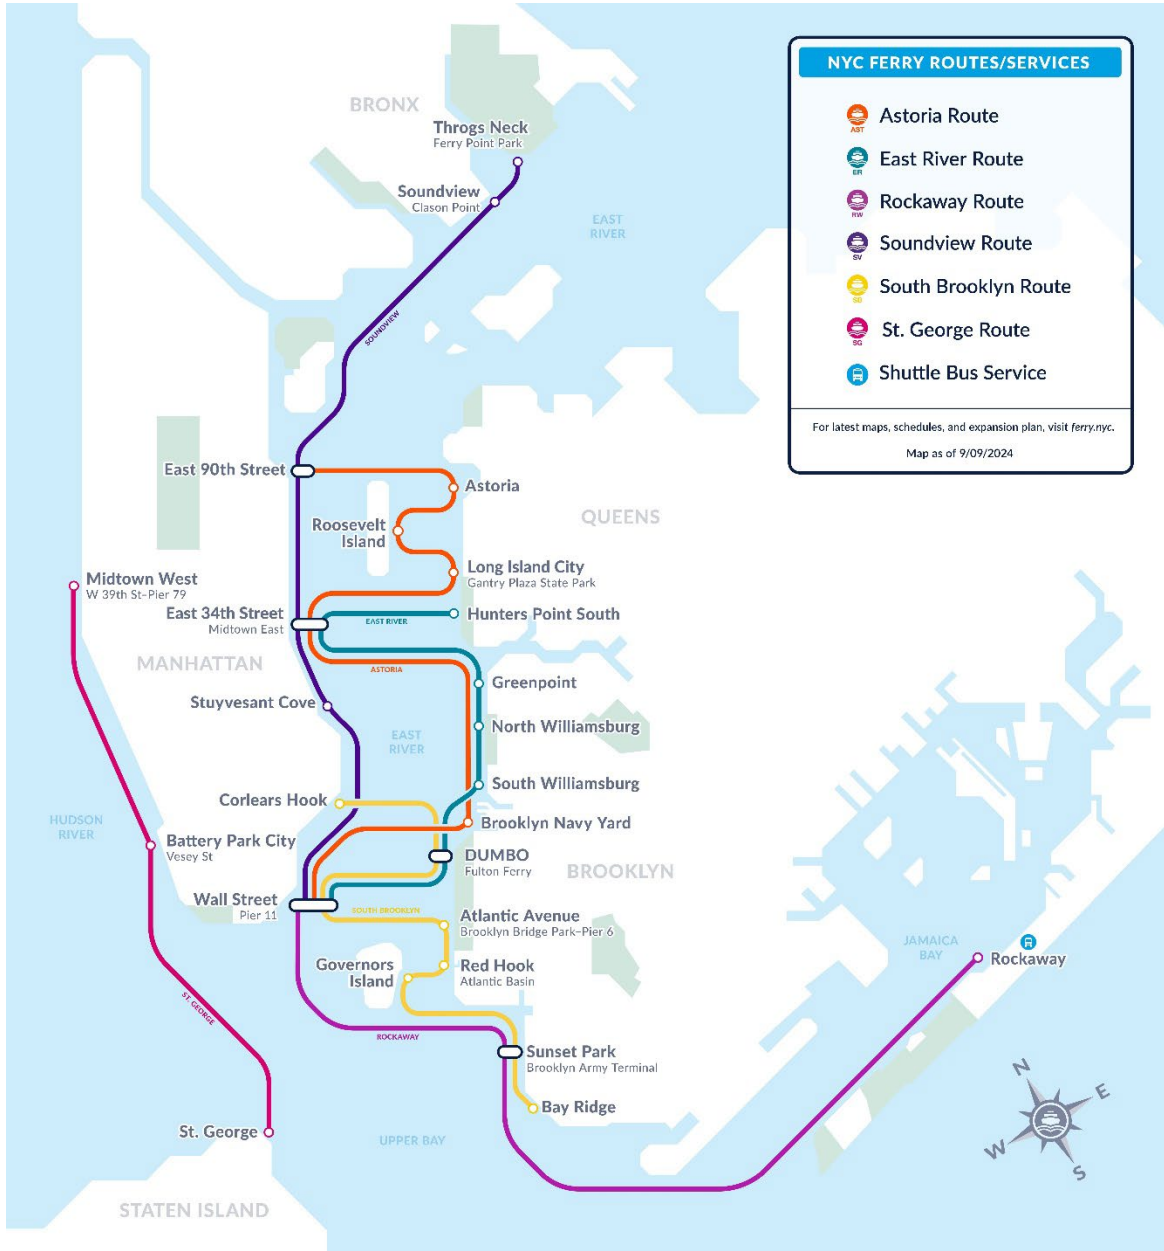 NYC FERRY ROUTES/SERVICES
AST
Astoria Route
ER
East River Route
RW
Rockaway Route
SV
Soundview Route
SB
South Brooklyn Route
SG
St. George Route
Shuttle Bus Service
For latest maps, schedules, and expansion plan, visit ferry.nyc.
Map as of 9/09/2024
BRONX
Throgs Neck
Ferry Point Park
Soundview
Clason Point
EAST
RIVER
SOUNDVIEW
East 90th Street
Astoria
Roosevelt
Island
QUEENS
Long Island City
Gantry Plaza State Park
Midtown West
W 39th St–Pier 79
East 34th Street
Midtown East
EAST RIVER
Hunters Point South
MANHATTAN
ASTORIA
Greenpoint
Stuyvesant Cove
North Williamsburg
EAST
RIVER
South Williamsburg
Corlears Hook
HUDSON
RIVER
Brooklyn Navy Yard
Battery Park City
Vesey St
DUMBO
Fulton Ferry
BROOKLYN
Wall Street
Pier 11
SOUTH BROOKLYN
Atlantic Avenue
Brooklyn Bridge Park–Pier 6
JAMAICA
BAY
Rockaway
Governors
Island
Red Hook
Atlantic Basin
ST. GEORGE
ROCKAWAY
Sunset Park
Brooklyn Army Terminal
Bay Ridge
St. George
UPPER BAY
STATEN ISLAND
N
E
W
S